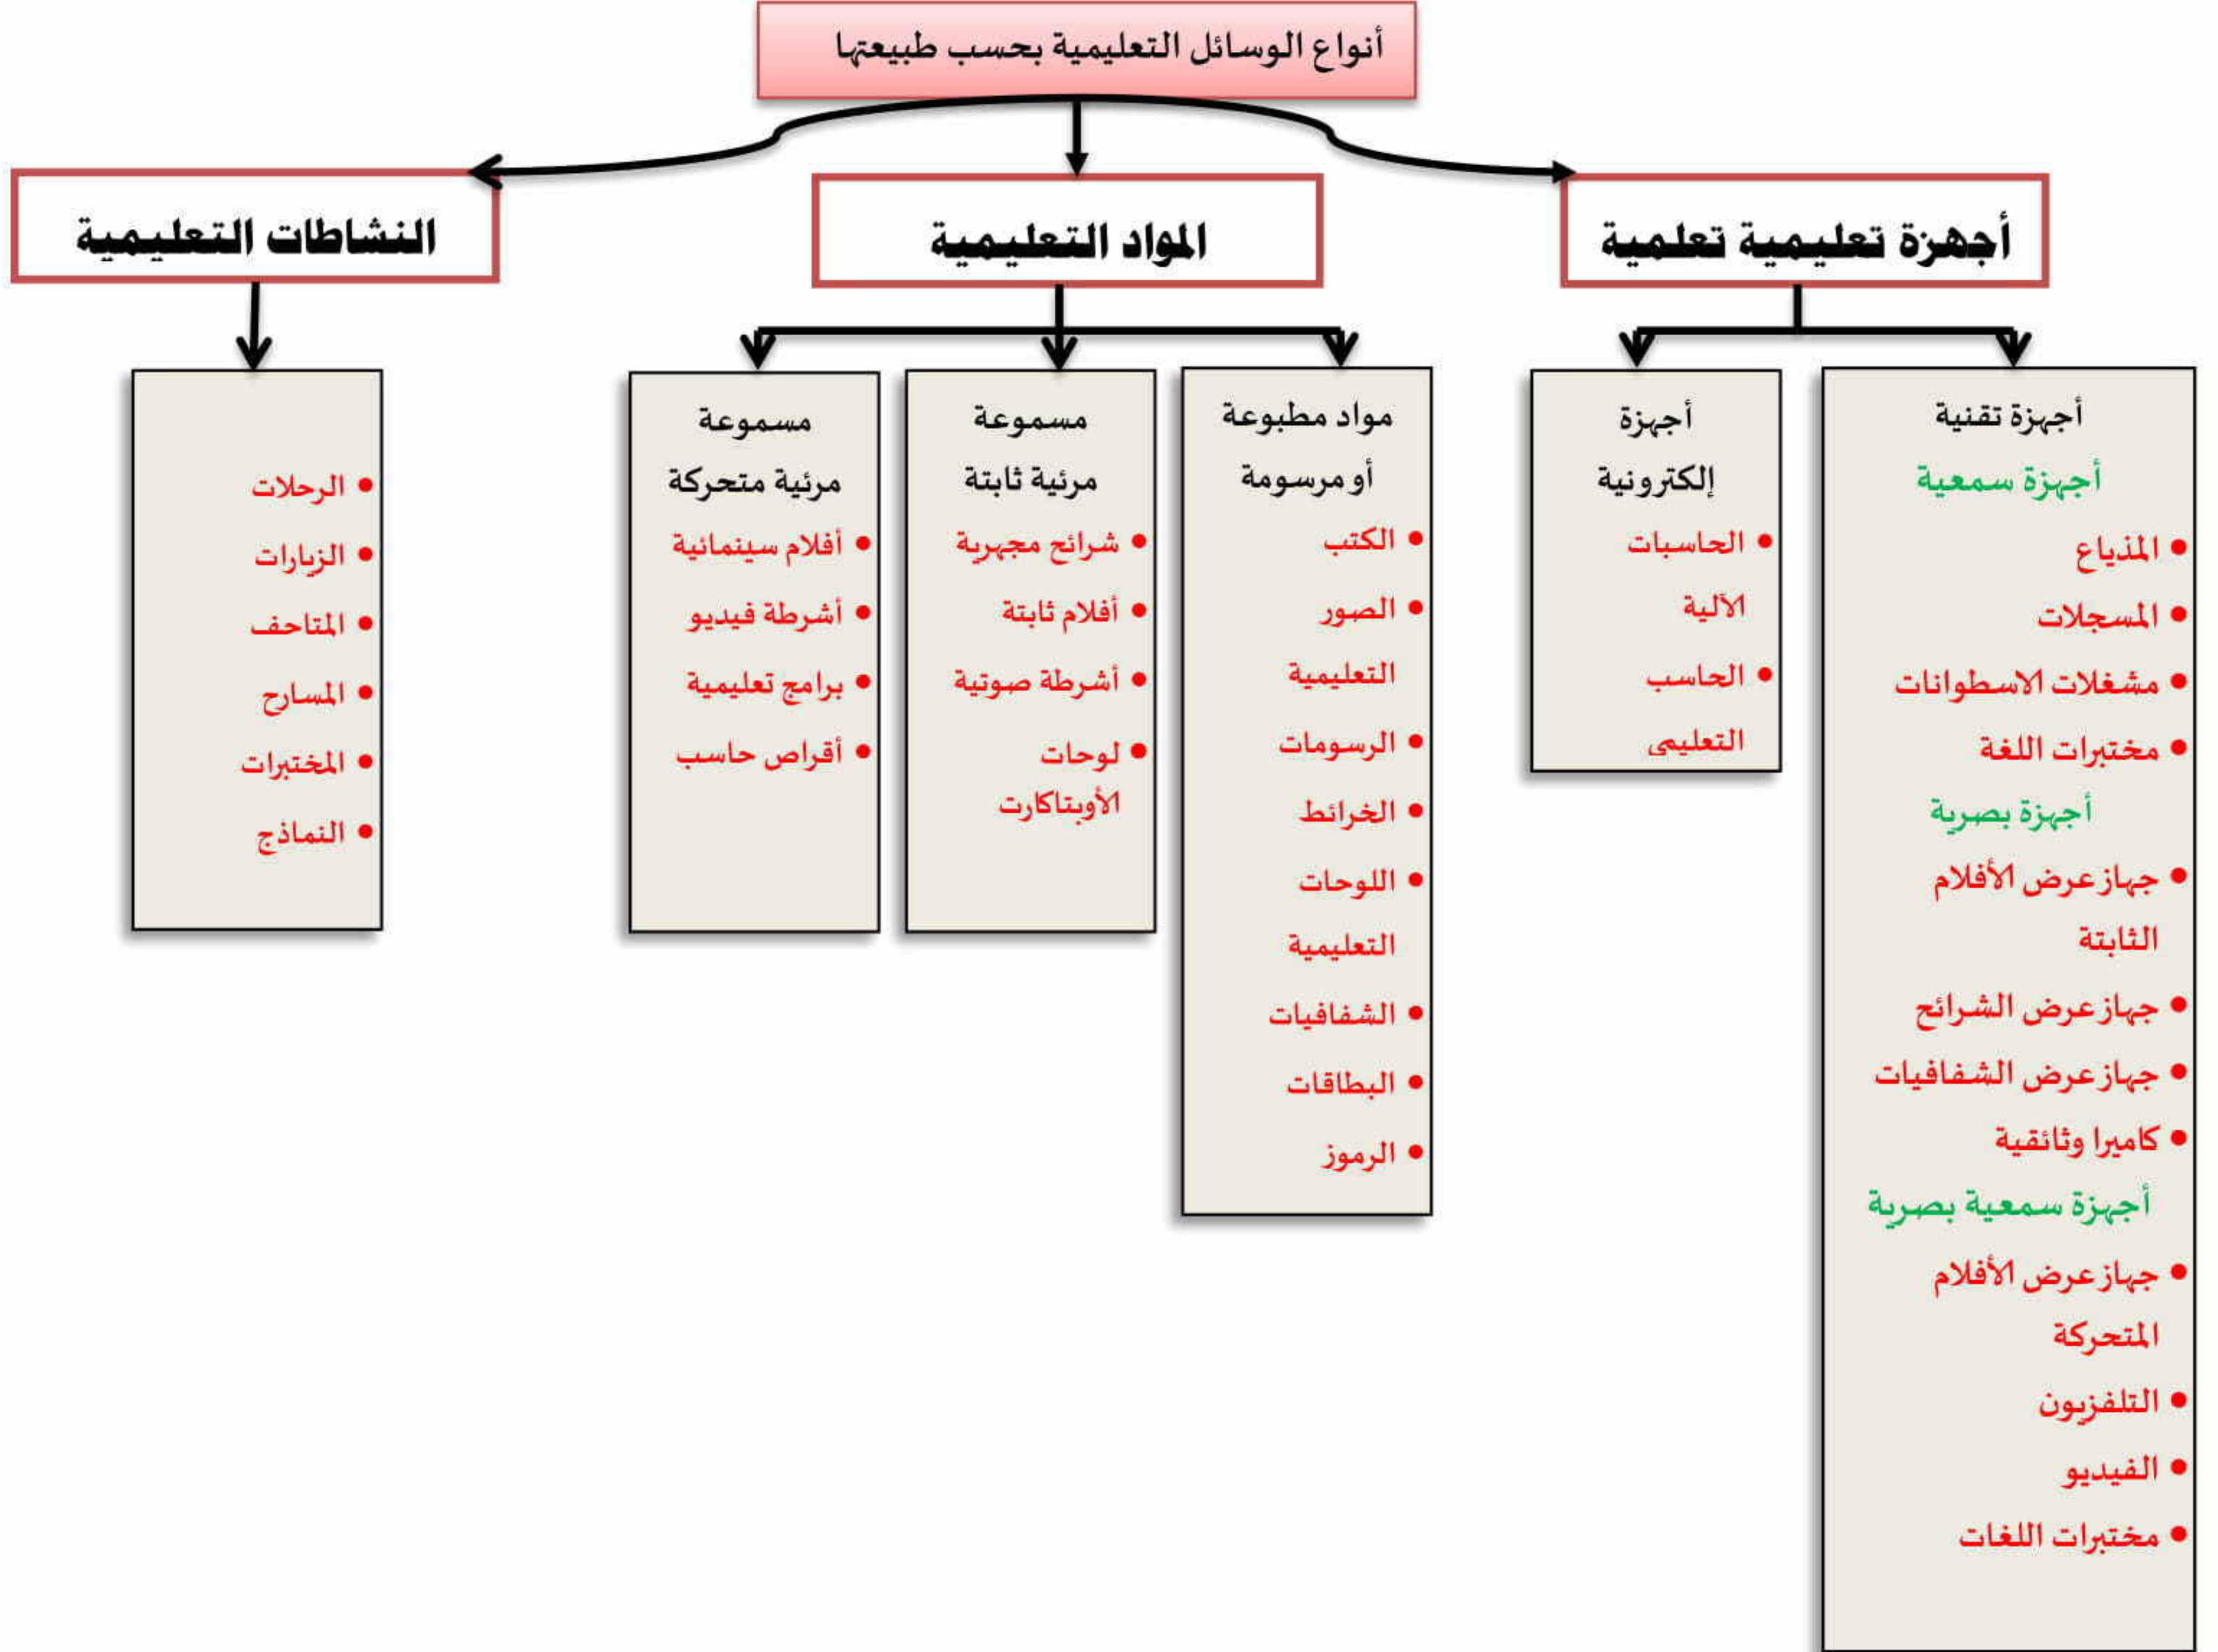 أنواع الوسائل التعليمية بحسب طبيعتها
أجهزة تعليمية تعلمية
المواد التعليمية
النشاطات التعليمية
أجهزة تقنية
أجهزة سمعية
• المذياع
• المسجلات
• مشغلات الاسطوانات
• مختبرات اللغة
أجهزة بصرية
• جهاز عرض الأفلام
الثابتة
• جهاز عرض الشرائح
• جهاز عرض الشفافيات
• كاميرا وثائقية
أجهزة سمعية بصرية
• جهاز عرض الأفلام
المتحركة
• التلفزيون
• الفيديو
• مختبرات اللغات
أجهزة
إلكترونية
• الحاسبات
الآلية
• الحاسب
التعليمي
مواد مطبوعة
أو مرسومة
• الكتب
• الصور
التعليمية
• الرسومات
• الخرائط
• اللوحات
التعليمية
• الشفافيات
• البطاقات
• الرموز
مسموعة
مرئية ثابتة
• شرائح مجهرية
• أفلام ثابتة
• أشرطة صوتية
• لوحات
الأوبتاكارت
مسموعة
مرئية متحركة
• أفلام سينمائية
• أشرطة فيديو
• برامج تعليمية
• أقراص حاسب
• الرحلات
• الزيارات
• المتاحف
• المسارح
• المختبرات
• النماذج